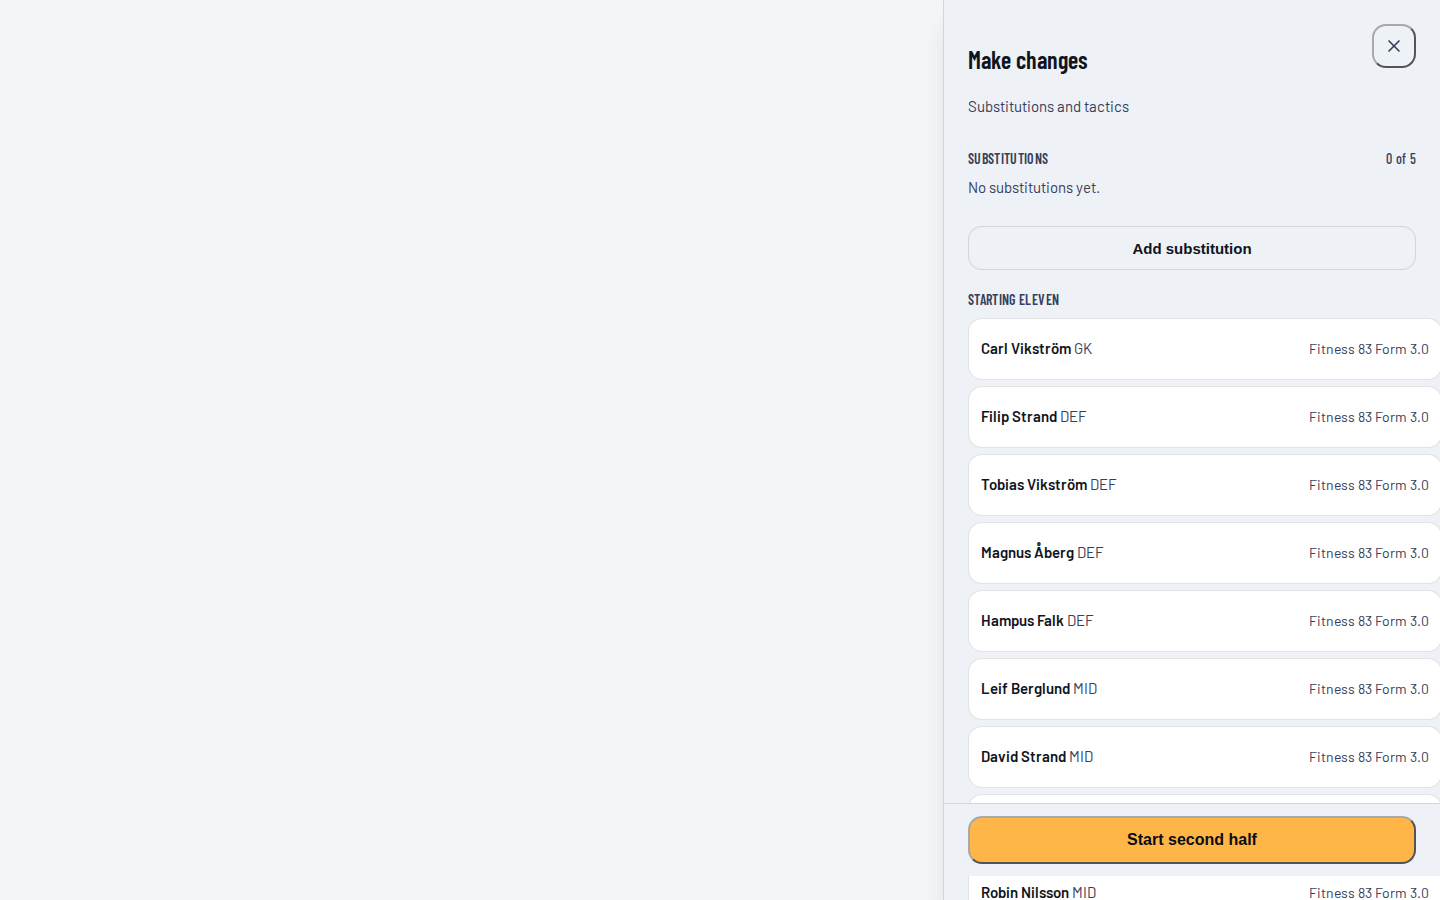 Make changes
Substitutions and tactics
SUBSTITUTIONS 0 of 5
No substitutions yet.
Add substitution
STARTING ELEVEN
Carl Vikström GK Fitness 83 Form 3.0
Filip Strand DEF Fitness 83 Form 3.0
Tobias Vikström DEF Fitness 83 Form 3.0
Magnus Åberg DEF Fitness 83 Form 3.0
Hampus Falk DEF Fitness 83 Form 3.0
Leif Berglund MID Fitness 83 Form 3.0
David Strand MID Fitness 83 Form 3.0
Start second half
Robin Nilsson MID Fitness 83 Form 3.0